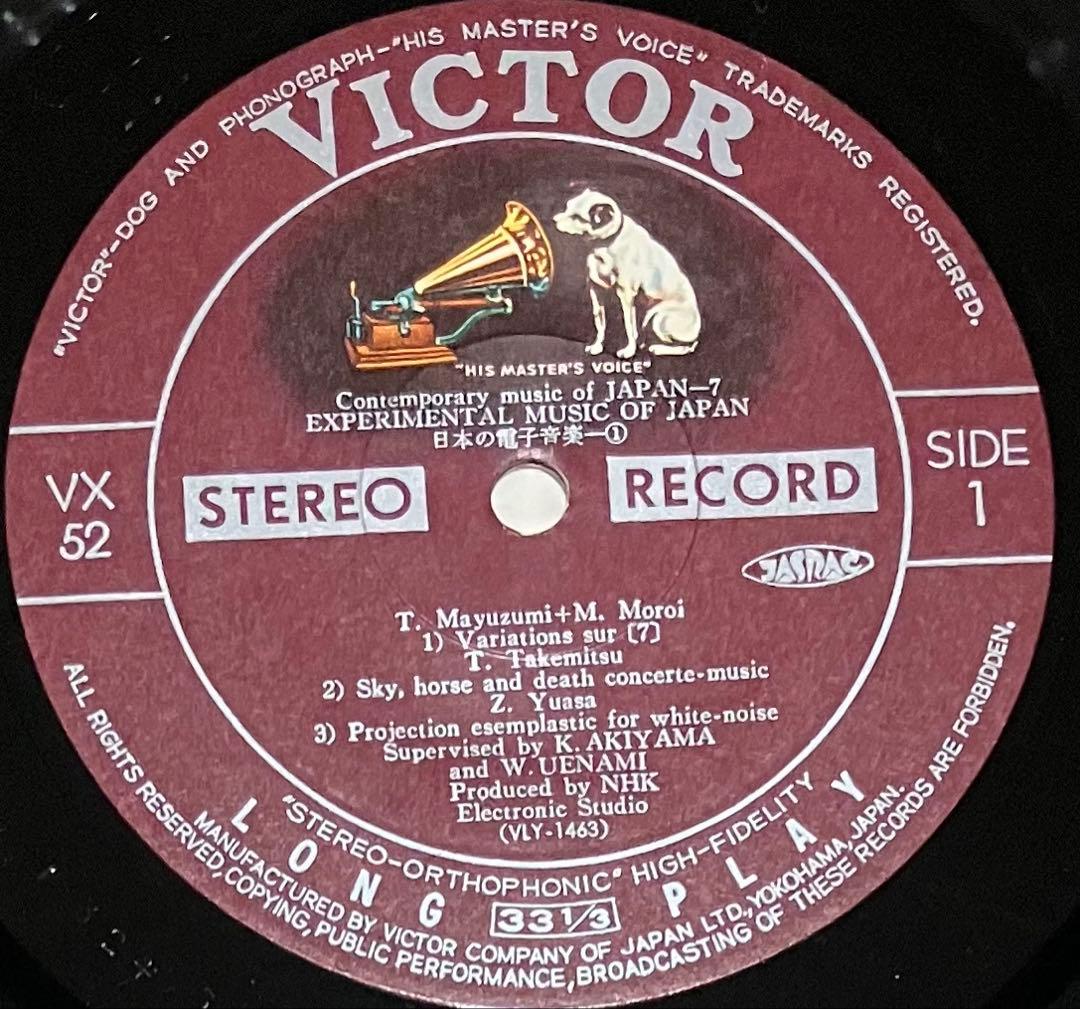 "VICTOR"-DOG AND PHONOGRAPH-"HIS MASTER'S VOICE" TRADEMARKS REGISTERED.
VICTOR
"HIS MASTER'S VOICE"
Contemporary music of JAPAN-7
EXPERIMENTAL MUSIC OF JAPAN
日本の電子音楽—①
VX
52
STEREO RECORD
SIDE
1
JASRAC
T. Mayuzumi+M. Moroi
1) Variations sur [7]
T. Takemitsu
2) Sky, horse and death concerte-music
Z. Yuasa
3) Projection esemplastic for white-noise
Supervised by K. AKIYAMA
and W. UENAMI
Produced by NHK
Electronic Studio
(VLY-1463)
"STEREO-ORTHOPHONIC" HIGH-FIDELITY
LONG 33 1/3 PLAY
MANUFACTURED BY VICTOR COMPANY OF JAPAN LTD., YOKOHAMA, JAPAN.
ALL RIGHTS RESERVED, COPYING, PUBLIC PERFORMANCE, BROADCASTING OF THESE RECORDS ARE FORBIDDEN.